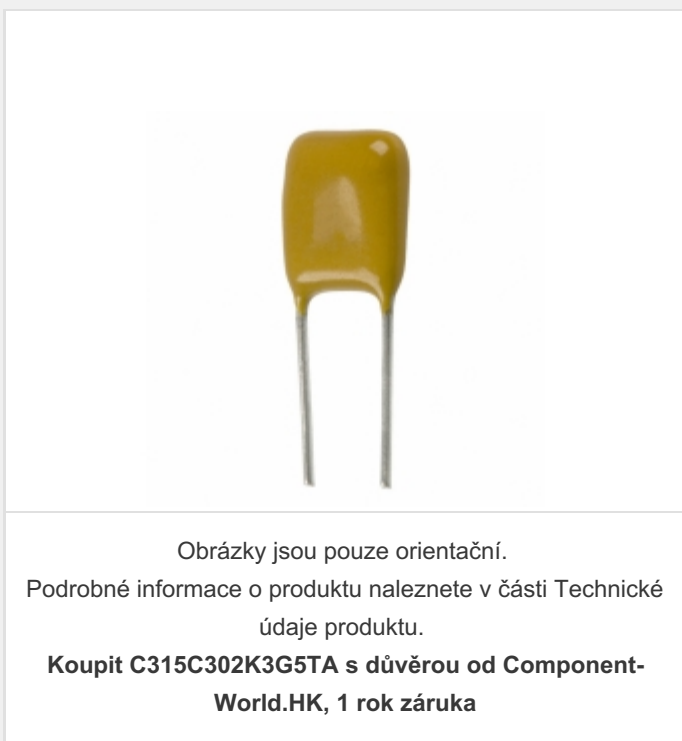 Obrázky jsou pouze orientační.
Podrobné informace o produktu naleznete v části Technické
údaje produktu.
Koupit C315C302K3G5TA s důvěrou od Component-
World.HK, 1 rok záruka